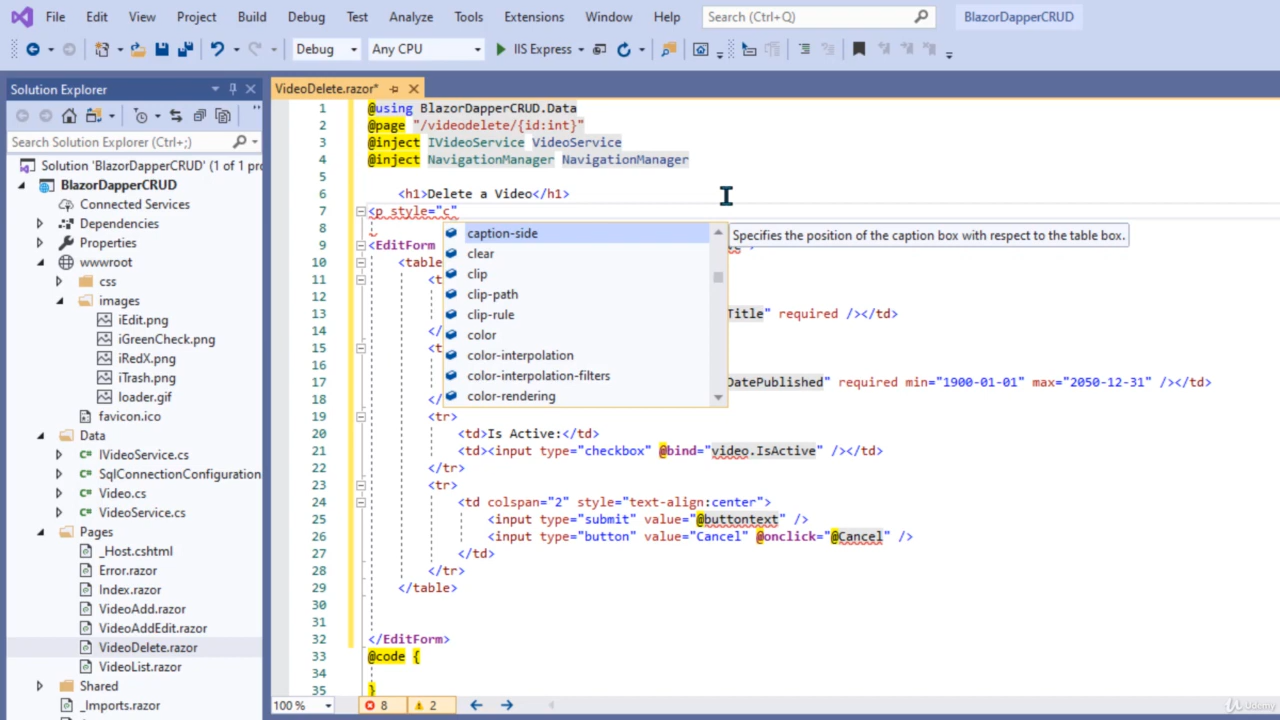 File Edit View Project Build Debug Test Analyze Tools Extensions Window Help Search (Ctrl+Q) BlazorDapperCRUD
Debug Any CPU IIS Express
Solution Explorer
Search Solution Explorer (Ctrl+;)
Solution 'BlazorDapperCRUD' (1 of 1 pro
BlazorDapperCRUD
Connected Services
Dependencies
Properties
wwwroot
css
images
iEdit.png
iGreenCheck.png
iRedX.png
iTrash.png
loader.gif
favicon.ico
Data
IVideoService.cs
SqlConnectionConfiguration
Video.cs
VideoService.cs
Pages
_Host.cshtml
Error.razor
Index.razor
VideoAdd.razor
VideoAddEdit.razor
VideoDelete.razor
VideoList.razor
Shared
_Imports.razor
VideoDelete.razor*
1 @using BlazorDapperCRUD.Data
2 @page "/videodelete/{id:int}"
3 @inject IVideoService VideoService
4 @inject NavigationManager NavigationManager
5
6 <h1>Delete a Video</h1>
7 <p style="c"
8
9 <EditForm
10 <table
11 <t
12
13 Title" required /></td>
14 </
15 <t
16
17 DatePublished" required min="1900-01-01" max="2050-12-31" /></td>
18 </
19 <tr>
20 <td>Is Active:</td>
21 <td><input type="checkbox" @bind="video.IsActive" /></td>
22 </tr>
23 <tr>
24 <td colspan="2" style="text-align:center">
25 <input type="submit" value="@buttontext" />
26 <input type="button" value="Cancel" @onclick="@Cancel" />
27 </td>
28 </tr>
29 </table>
30
31
32 </EditForm>
33 @code {
34
35 }
caption-side
clear
clip
clip-path
clip-rule
color
color-interpolation
color-interpolation-filters
color-rendering
Specifies the position of the caption box with respect to the table box.
100 % 8 2
Udemy